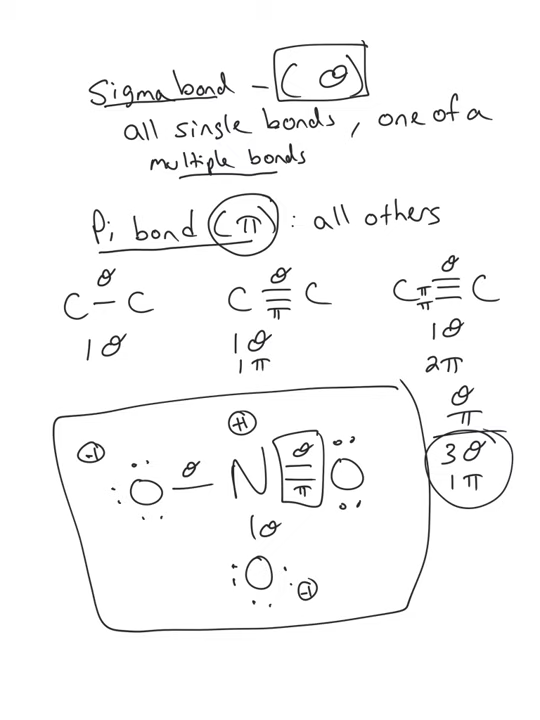 Sigma bond – (σ)
all single bonds, one of a
multiple bonds
Pi bond (π): all others
σ σ σ
C – C C ≡ C C π π ≡ C
π
1σ 1σ 1σ
1π 2π
σ
π
-1 +1 3σ
1π
O σ — N σ = π O
1σ
O -1